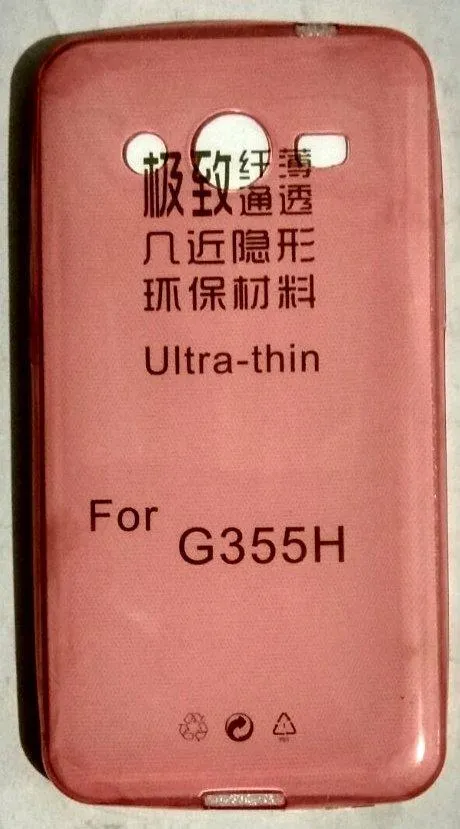 极致纤薄
通透
几近隐形
环保材料
Ultra-thin
For
G355H